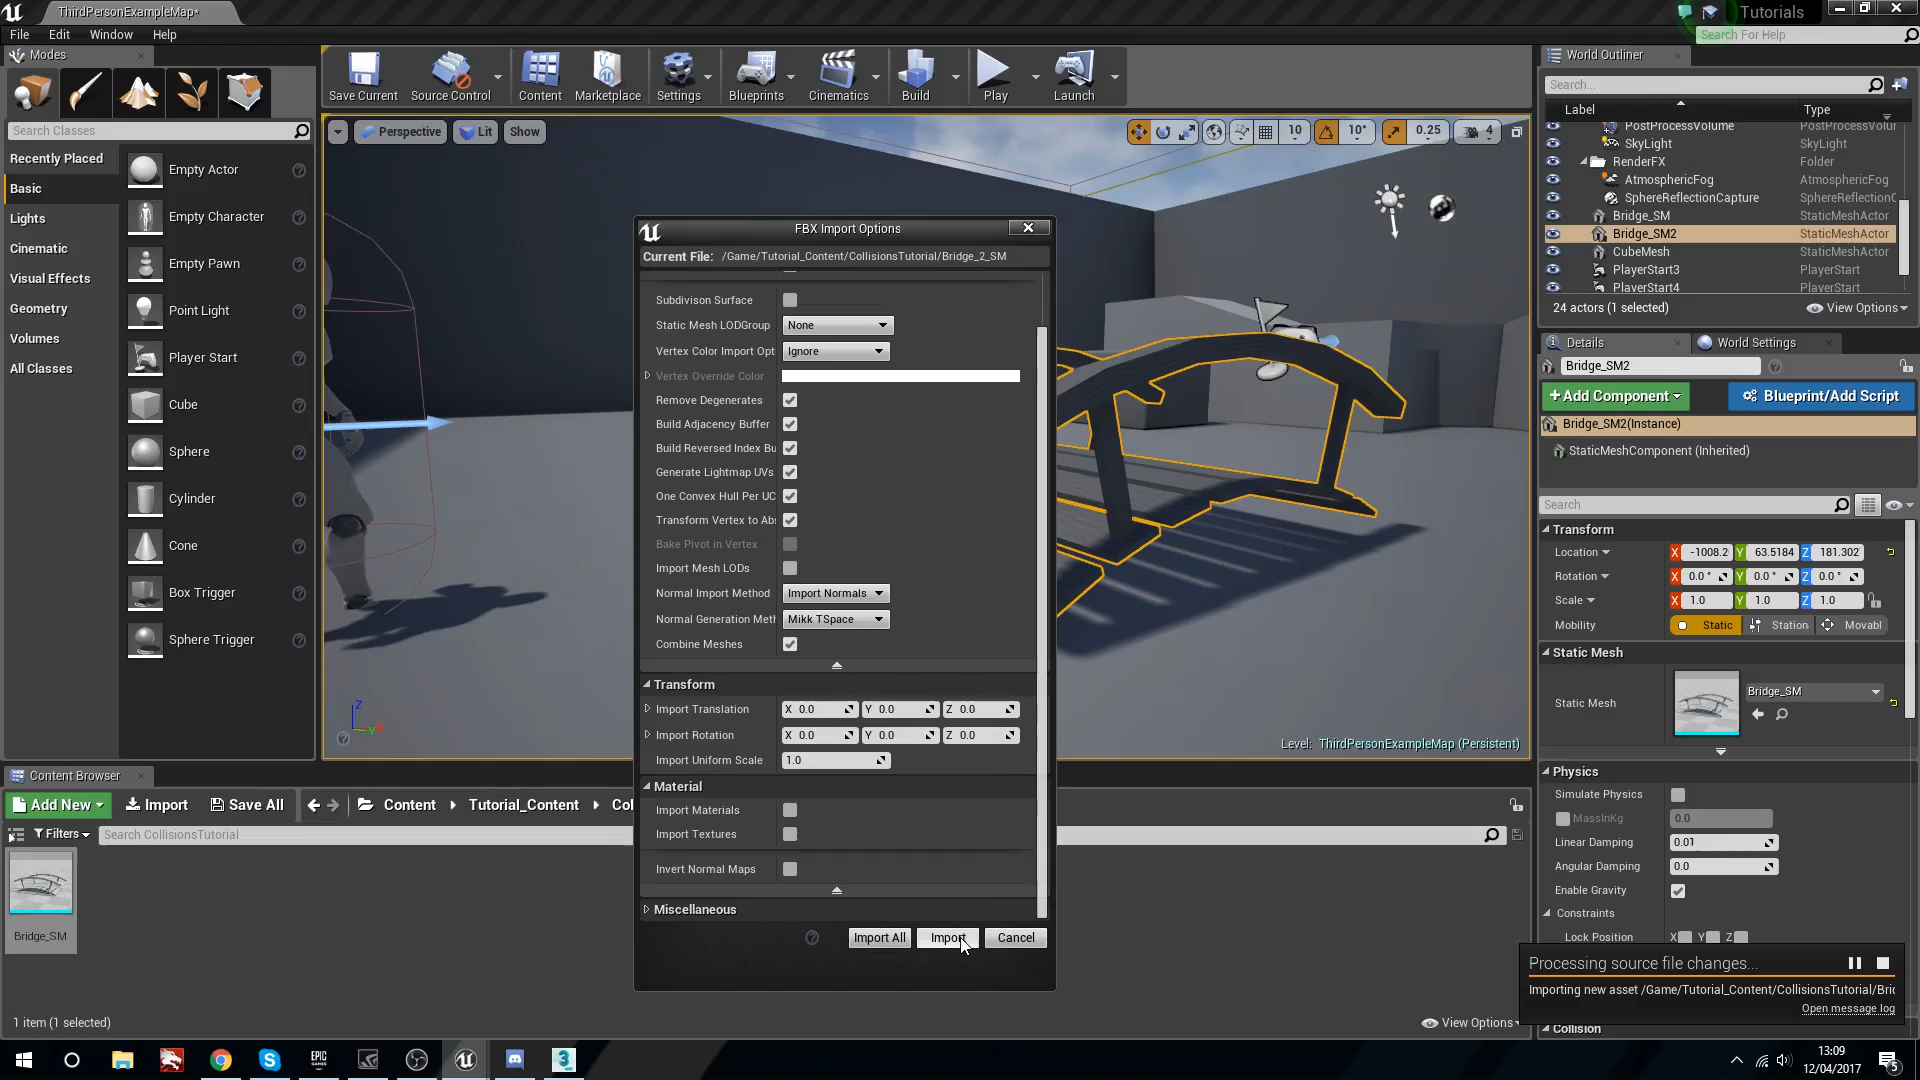 ThirdPersonExampleMap*
Tutorials
File Edit Window Help
Search For Help
Modes
Save Current
Source Control
Content
Marketplace
Settings
Blueprints
Cinematics
Build
Play
Launch
World Outliner
Search...
Label Type
PostProcessVolume PostProcessVolu
SkyLight SkyLight
RenderFX Folder
AtmosphericFog AtmosphericFog
SphereReflectionCapture SphereReflectionC
Bridge_SM StaticMeshActor
Bridge_SM2 StaticMeshActor
CubeMesh StaticMeshActor
PlayerStart3 PlayerStart
PlayerStart4 PlayerStart
24 actors (1 selected) View Options
Search Classes
Recently Placed
Basic
Lights
Cinematic
Visual Effects
Geometry
Volumes
All Classes
Empty Actor
Empty Character
Empty Pawn
Point Light
Player Start
Cube
Sphere
Cylinder
Cone
Box Trigger
Sphere Trigger
Perspective Lit Show
10 10° 0.25 4
Level: ThirdPersonExampleMap (Persistent)
FBX Import Options
Current File: /Game/Tutorial_Content/CollisionsTutorial/Bridge_2_SM
Subdivison Surface
Static Mesh LODGroup None
Vertex Color Import Opt Ignore
Vertex Override Color
Remove Degenerates
Build Adjacency Buffer
Build Reversed Index Bu
Generate Lightmap UVs
One Convex Hull Per UC
Transform Vertex to Abs
Bake Pivot in Vertex
Import Mesh LODs
Normal Import Method Import Normals
Normal Generation Meth Mikk TSpace
Combine Meshes
Transform
Import Translation X 0.0 Y 0.0 Z 0.0
Import Rotation X 0.0 Y 0.0 Z 0.0
Import Uniform Scale 1.0
Material
Import Materials
Import Textures
Invert Normal Maps
Miscellaneous
Import All Import Cancel
Details World Settings
Bridge_SM2
+Add Component Blueprint/Add Script
Bridge_SM2(Instance)
StaticMeshComponent (Inherited)
Search
Transform
Location X -1008.2 Y 63.5184 Z 181.302
Rotation X 0.0 ° Y 0.0 ° Z 0.0 °
Scale X 1.0 Y 1.0 Z 1.0
Mobility Static Station Movabl
Static Mesh
Static Mesh Bridge_SM
Physics
Simulate Physics
MassInKg 0.0
Linear Damping 0.01
Angular Damping 0.0
Enable Gravity
Constraints
Lock Position X Y Z
Collision
Processing source file changes...
Importing new asset /Game/Tutorial_Content/CollisionsTutorial/Bric
Open message log
Content Browser
Add New Import Save All Content Tutorial_Content Col
Filters Search CollisionsTutorial
Bridge_SM
1 item (1 selected)
View Options
EPIC GAMES
3
13:09
12/04/2017
5